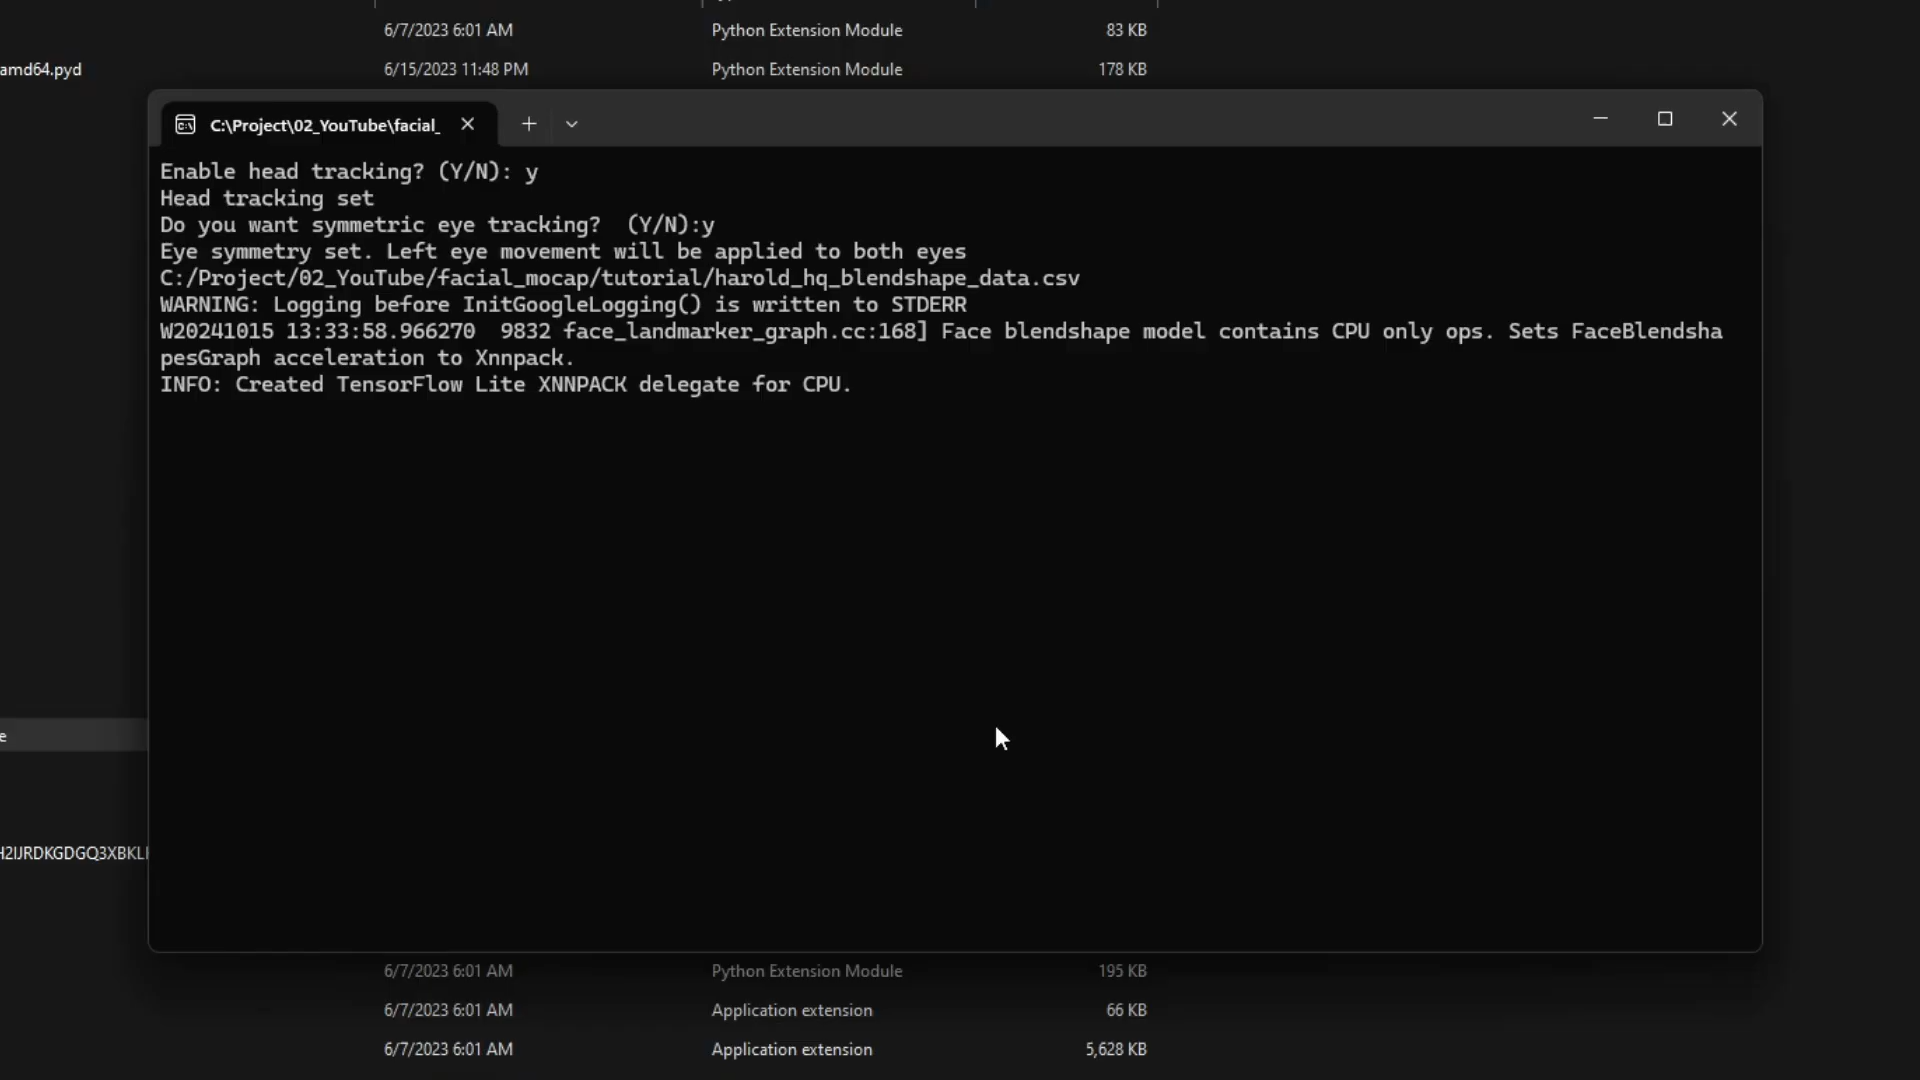 6/7/2023 6:01 AM Python Extension Module 83 KB
amd64.pyd 6/15/2023 11:48 PM Python Extension Module 178 KB
C:\Project\02_YouTube\facial_
Enable head tracking? (Y/N): y
Head tracking set
Do you want symmetric eye tracking?  (Y/N):y
Eye symmetry set. Left eye movement will be applied to both eyes
C:/Project/02_YouTube/facial_mocap/tutorial/harold_hq_blendshape_data.csv
WARNING: Logging before InitGoogleLogging() is written to STDERR
W20241015 13:33:58.966270  9832 face_landmarker_graph.cc:168] Face blendshape model contains CPU only ops. Sets FaceBlendsha
pesGraph acceleration to Xnnpack.
INFO: Created TensorFlow Lite XNNPACK delegate for CPU.
e
H2IJRDKGDGQ3XBKL
6/7/2023 6:01 AM Python Extension Module 195 KB
6/7/2023 6:01 AM Application extension 66 KB
6/7/2023 6:01 AM Application extension 5,628 KB